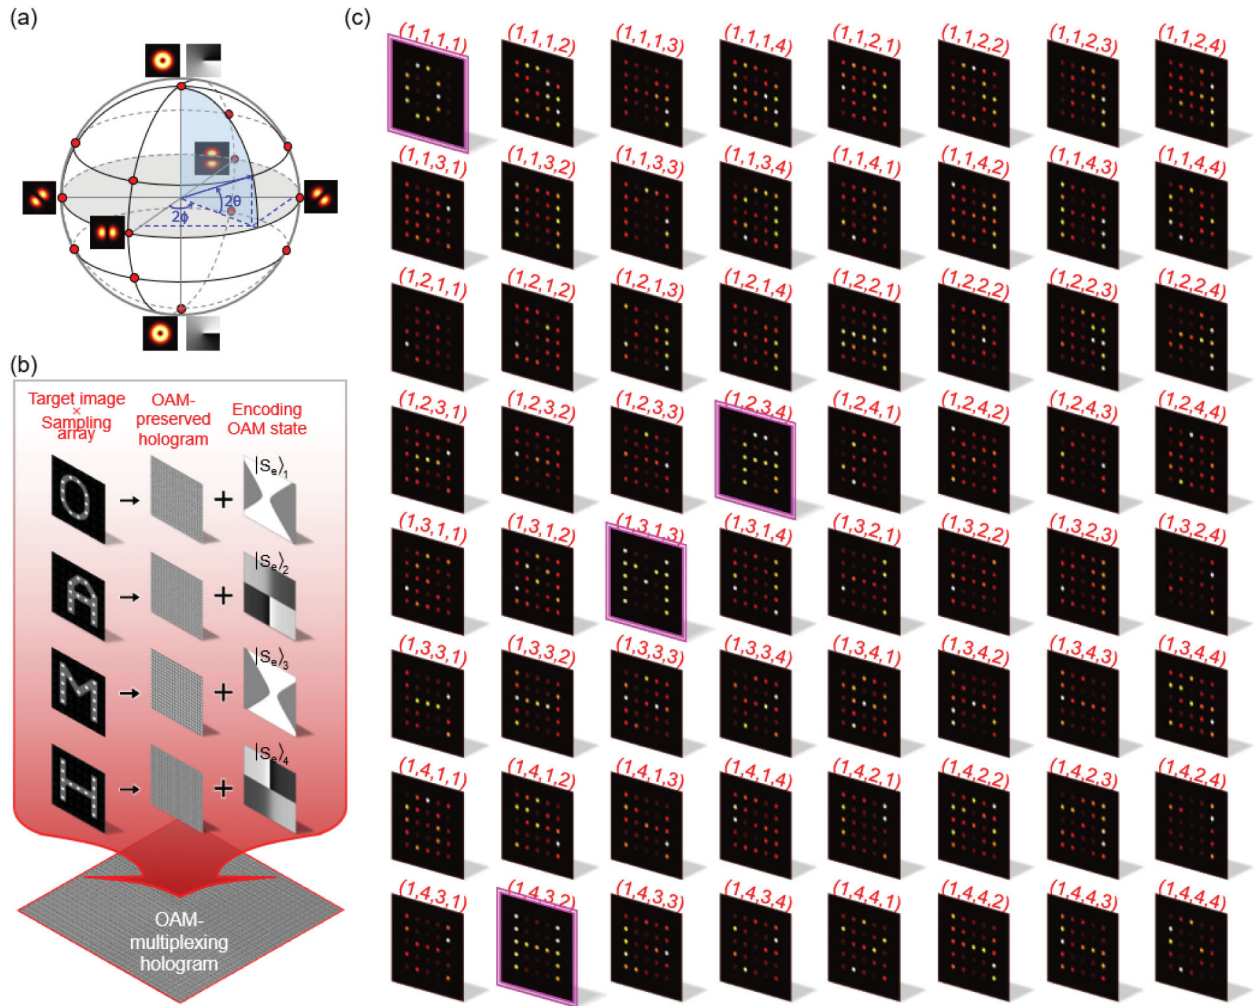 (a)
2θ
2ϕ
(b)
Target image
×
Sampling
array
OAM-
preserved
hologram
Encoding
OAM state
|Sₑ⟩₁
|Sₑ⟩₂
|Sₑ⟩₃
|Sₑ⟩₄
OAM-
multiplexing
hologram
(c)
(1,1,1,1) (1,1,1,2) (1,1,1,3) (1,1,1,4) (1,1,2,1) (1,1,2,2) (1,1,2,3) (1,1,2,4)
(1,1,3,1) (1,1,3,2) (1,1,3,3) (1,1,3,4) (1,1,4,1) (1,1,4,2) (1,1,4,3) (1,1,4,4)
(1,2,1,1) (1,2,1,2) (1,2,1,3) (1,2,1,4) (1,2,2,1) (1,2,2,2) (1,2,2,3) (1,2,2,4)
(1,2,3,1) (1,2,3,2) (1,2,3,3) (1,2,3,4) (1,2,4,1) (1,2,4,2) (1,2,4,3) (1,2,4,4)
(1,3,1,1) (1,3,1,2) (1,3,1,3) (1,3,1,4) (1,3,2,1) (1,3,2,2) (1,3,2,3) (1,3,2,4)
(1,3,3,1) (1,3,3,2) (1,3,3,3) (1,3,3,4) (1,3,4,1) (1,3,4,2) (1,3,4,3) (1,3,4,4)
(1,4,1,1) (1,4,1,2) (1,4,1,3) (1,4,1,4) (1,4,2,1) (1,4,2,2) (1,4,2,3) (1,4,2,4)
(1,4,3,1) (1,4,3,2) (1,4,3,3) (1,4,3,4) (1,4,4,1) (1,4,4,2) (1,4,4,3) (1,4,4,4)